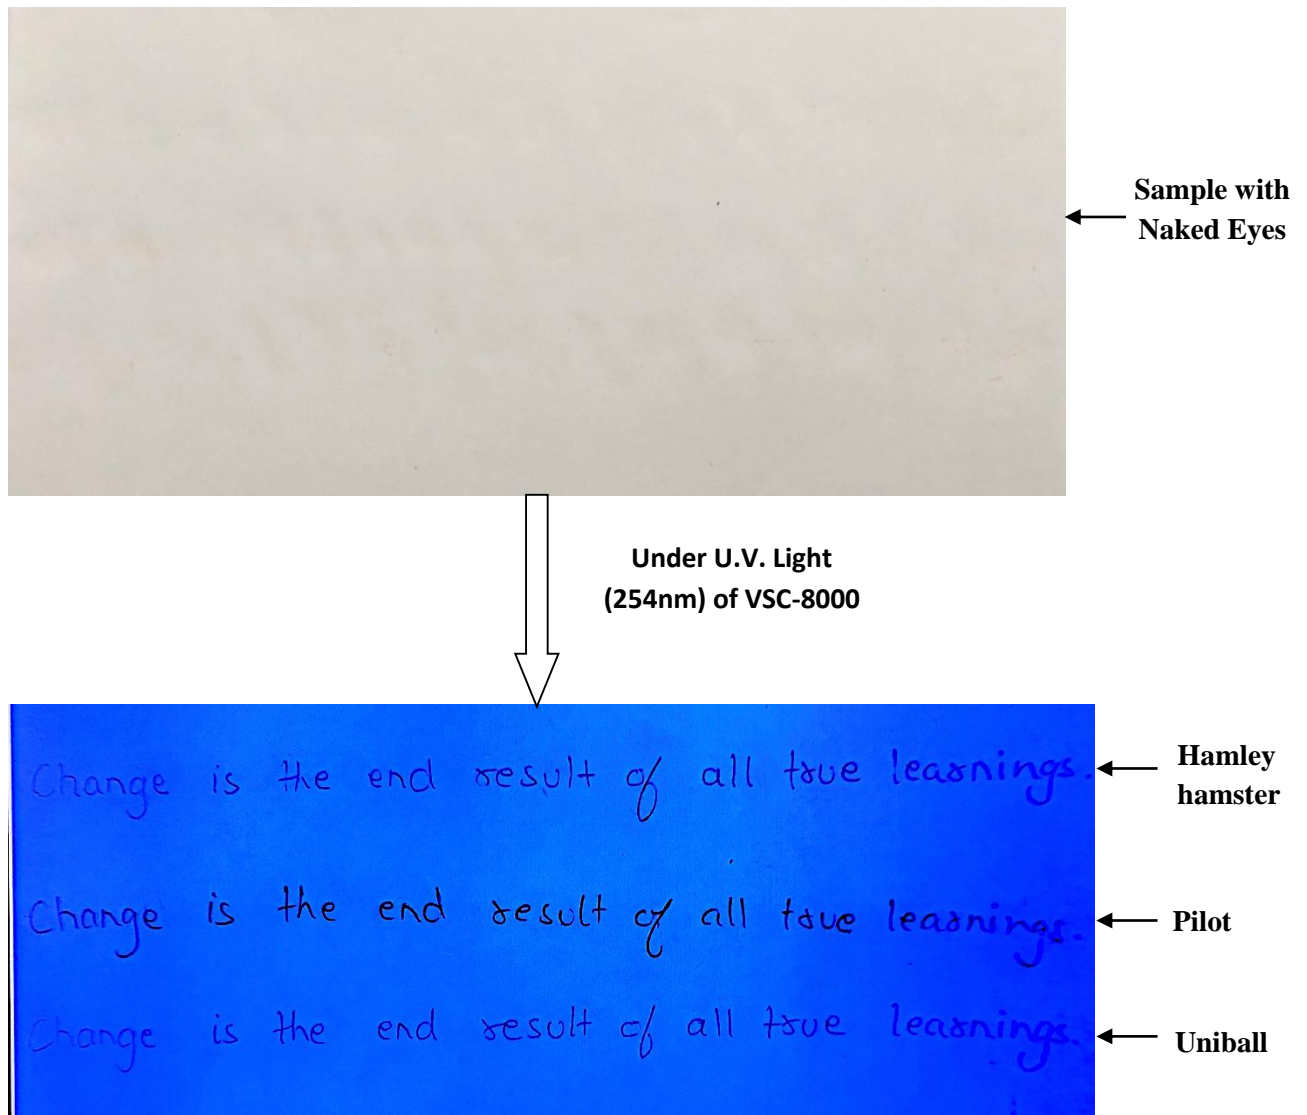 Sample with
Naked Eyes
Under U.V. Light
(254nm) of VSC-8000
Change is the end result of all true learnings.
Hamley
hamster
Change is the end result of all true learnings.
Pilot
Change is the end result of all true learnings.
Uniball